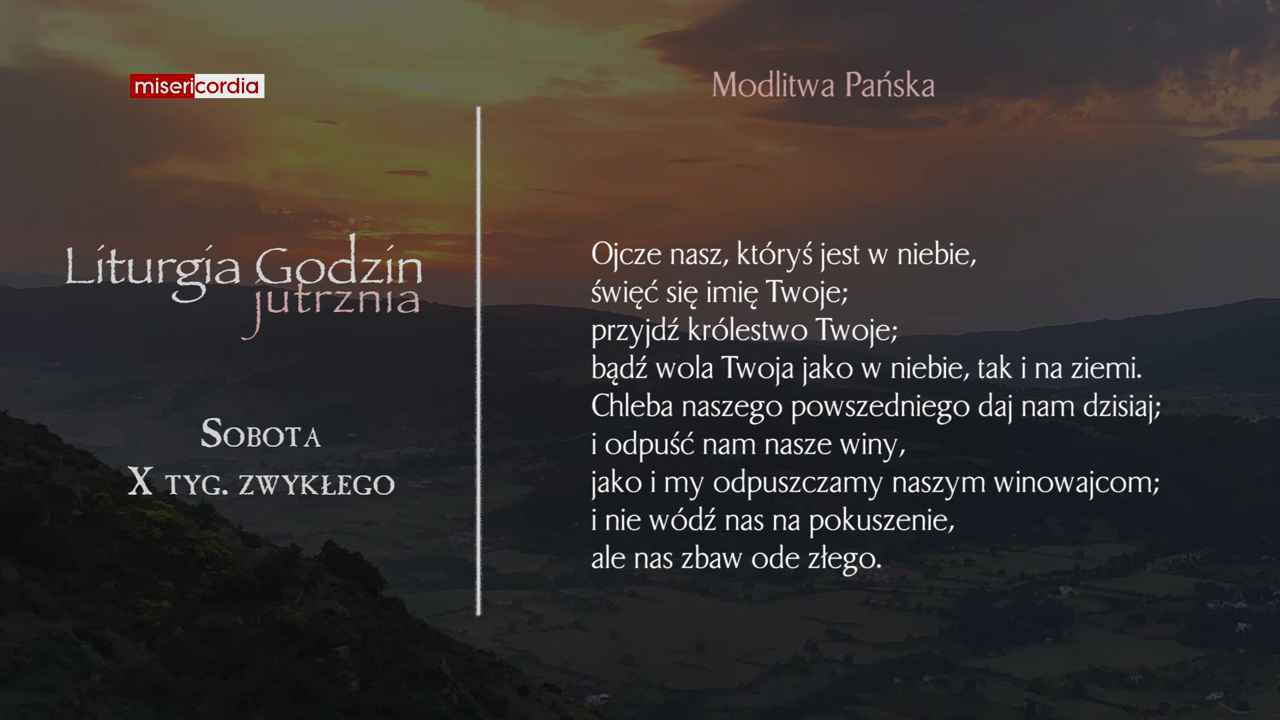 misericordia
Liturgia Godzin
jutrznia
Sobota
X tyg. zwykłego
Modlitwa Pańska
Ojcze nasz, któryś jest w niebie,
święć się imię Twoje;
przyjdź królestwo Twoje;
bądź wola Twoja jako w niebie, tak i na ziemi.
Chleba naszego powszedniego daj nam dzisiaj;
i odpuść nam nasze winy,
jako i my odpuszczamy naszym winowajcom;
i nie wódź nas na pokuszenie,
ale nas zbaw ode złego.